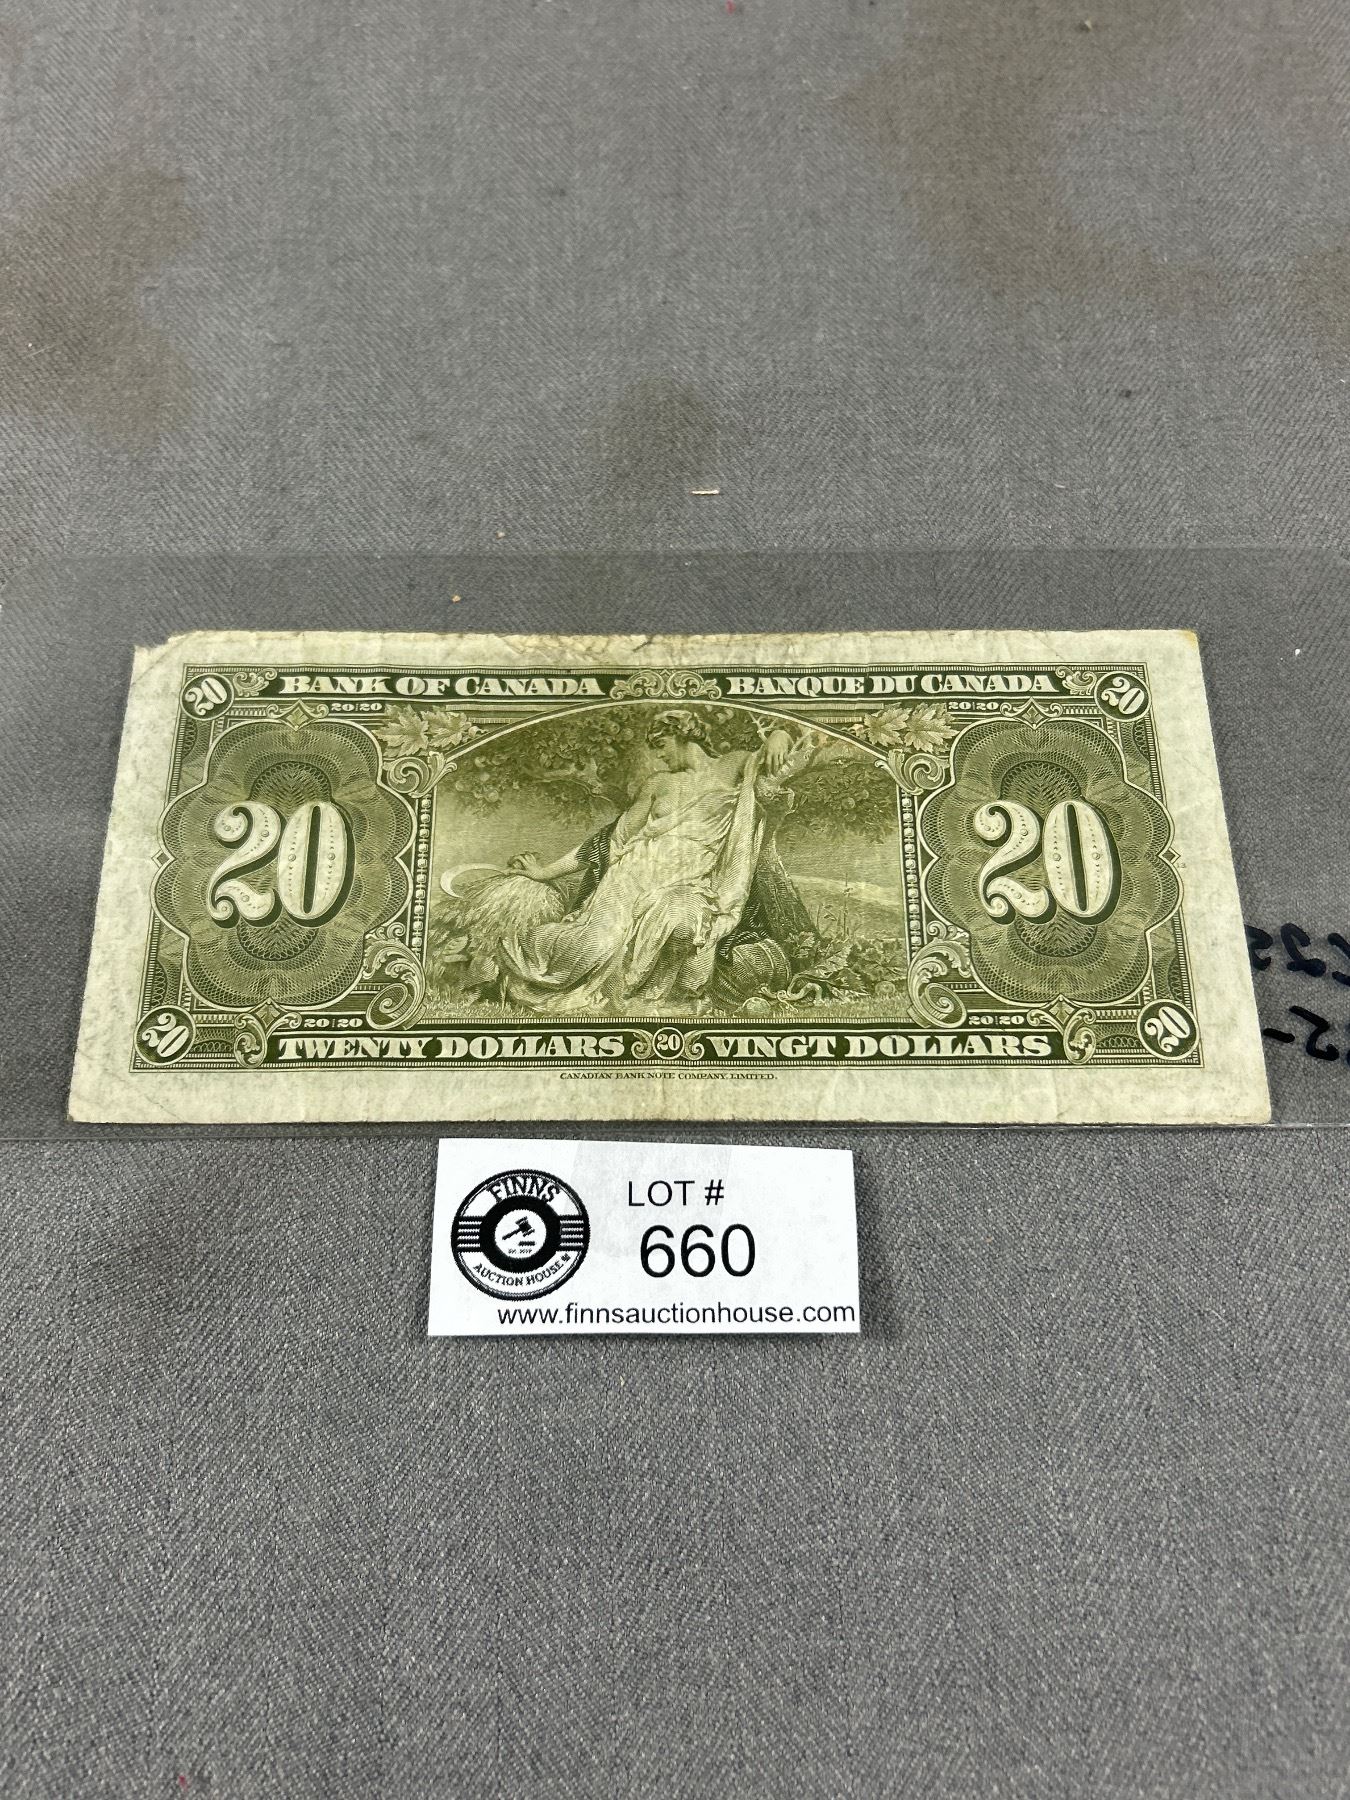 20 BANK OF CANADA BANQUE DU CANADA 20
20|20 20|20
20 20
20|20 20|20
20 TWENTY DOLLARS 20 VINGT DOLLARS 20
CANADIAN BANK NOTE COMPANY, LIMITED.
FINNS
AUCTION HOUSE
LOT #
660
www.finnsauctionhouse.com